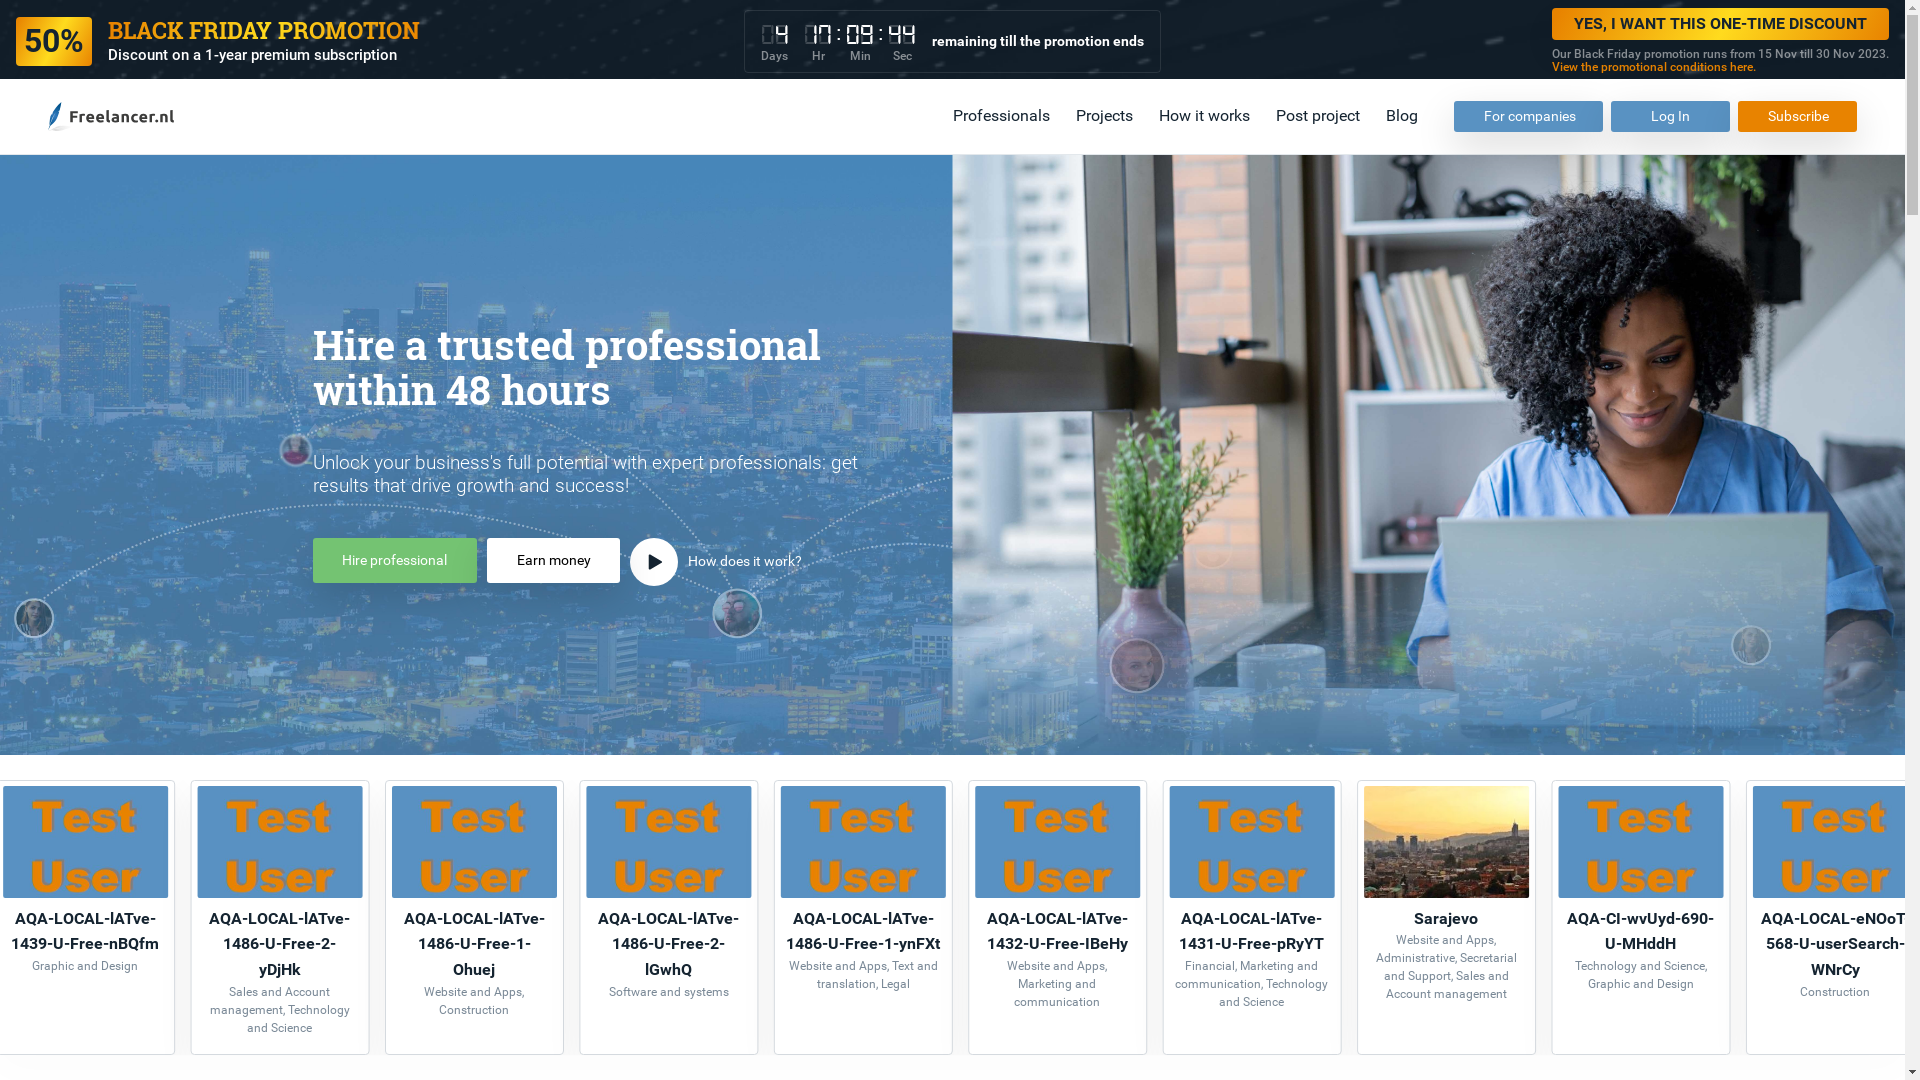 50%
BLACK FRIDAY PROMOTION
Discount on a 1-year premium subscription
4 17 : 09 : 44
Days Hr Min Sec
remaining till the promotion ends
YES, I WANT THIS ONE-TIME DISCOUNT
Our Black Friday promotion runs from 15 Nov till 30 Nov 2023.
View the promotional conditions here.
Freelancer.nl
Professionals
Projects
How it works
Post project
Blog
For companies
Log In
Subscribe
Hire a trusted professional
within 48 hours
Unlock your business's full potential with expert professionals: get
results that drive growth and success!
Hire professional
Earn money
How does it work?
Test
User
AQA-LOCAL-lATve-
1439-U-Free-nBQfm
Graphic and Design
Test
User
AQA-LOCAL-lATve-
1486-U-Free-2-
yDjHk
Sales and Account
management, Technology
and Science
Test
User
AQA-LOCAL-lATve-
1486-U-Free-1-
Ohuej
Website and Apps,
Construction
Test
User
AQA-LOCAL-lATve-
1486-U-Free-2-
lGwhQ
Software and systems
Test
User
AQA-LOCAL-lATve-
1486-U-Free-1-ynFXt
Website and Apps, Text and
translation, Legal
Test
User
AQA-LOCAL-lATve-
1432-U-Free-IBeHy
Website and Apps,
Marketing and
communication
Test
User
AQA-LOCAL-lATve-
1431-U-Free-pRyYT
Financial, Marketing and
communication, Technology
and Science
Sarajevo
Website and Apps,
Administrative, Secretarial
and Support, Sales and
Account management
Test
User
AQA-CI-wvUyd-690-
U-MHddH
Technology and Science,
Graphic and Design
Test
User
AQA-LOCAL-eNOoT
568-U-userSearch-
WNrCy
Construction